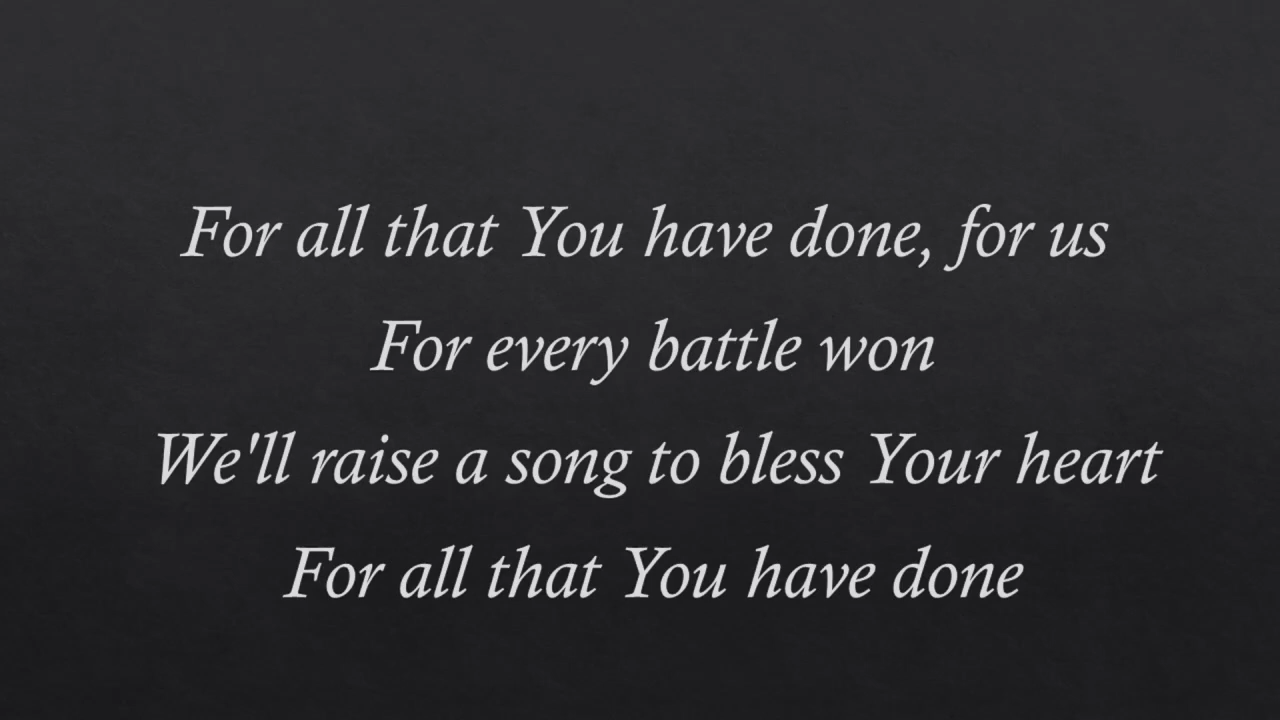 For all that You have done, for us
For every battle won
We'll raise a song to bless Your heart
For all that You have done